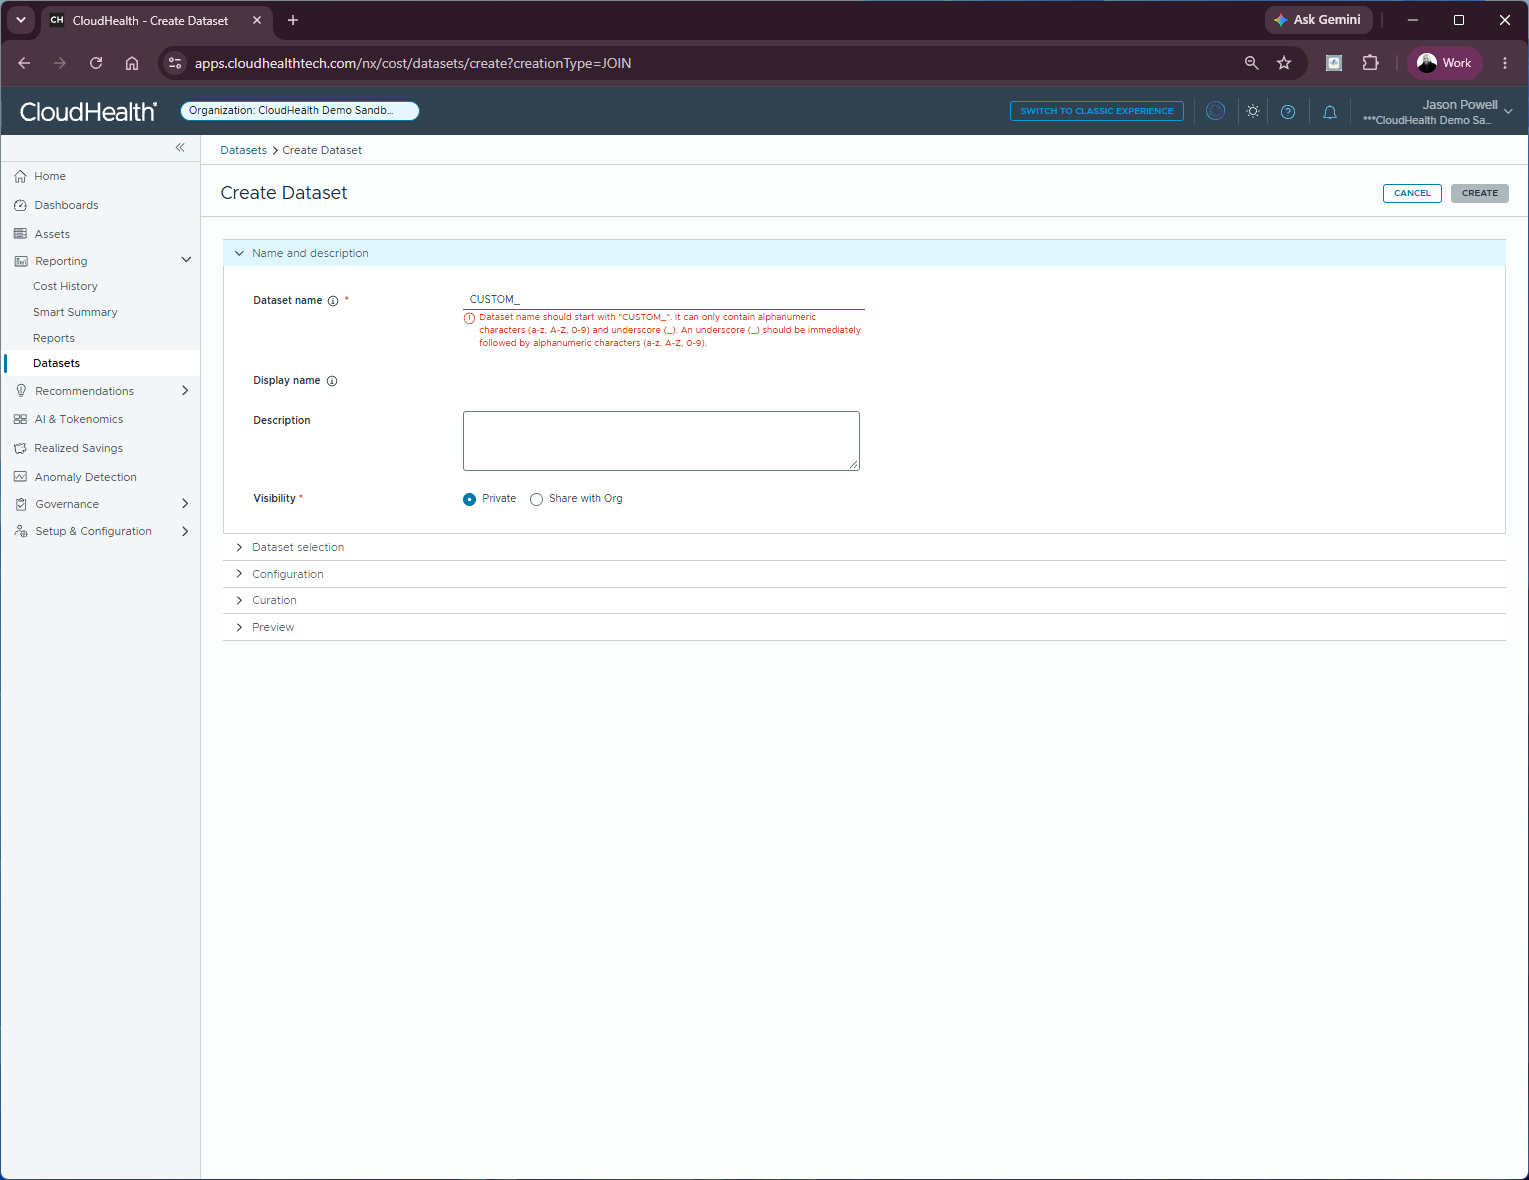 CH CloudHealth - Create Dataset
Ask Gemini
apps.cloudhealthtech.com/nx/cost/datasets/create?creationType=JOIN
Work
CloudHealth
Organization: CloudHealth Demo Sandb...
SWITCH TO CLASSIC EXPERIENCE
Jason Powell
***CloudHealth Demo Sa...
Home
Dashboards
Assets
Reporting
Cost History
Smart Summary
Reports
Datasets
Recommendations
AI & Tokenomics
Realized Savings
Anomaly Detection
Governance
Setup & Configuration
Datasets > Create Dataset
Create Dataset
CANCEL
CREATE
Name and description
Dataset name *
CUSTOM_
Dataset name should start with "CUSTOM_". It can only contain alphanumeric
characters (a-z, A-Z, 0-9) and underscore (_). An underscore (_) should be immediately
followed by alphanumeric characters (a-z, A-Z, 0-9).
Display name
Description
Visibility *
Private
Share with Org
Dataset selection
Configuration
Curation
Preview